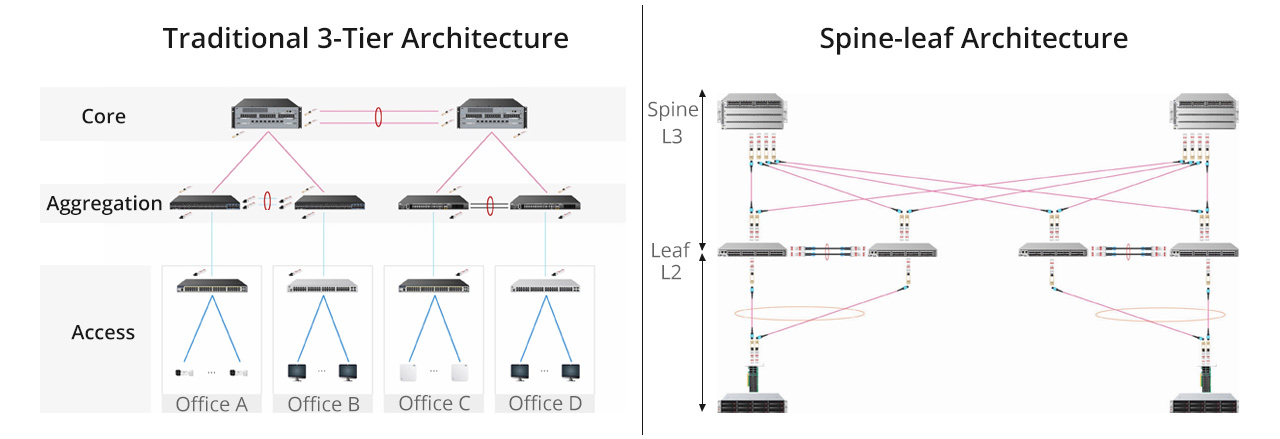 Traditional 3-Tier Architecture
Core
Aggregation
Access
Office A
Office B
Office C
Office D
Spine-leaf Architecture
Spine
L3
Leaf
L2